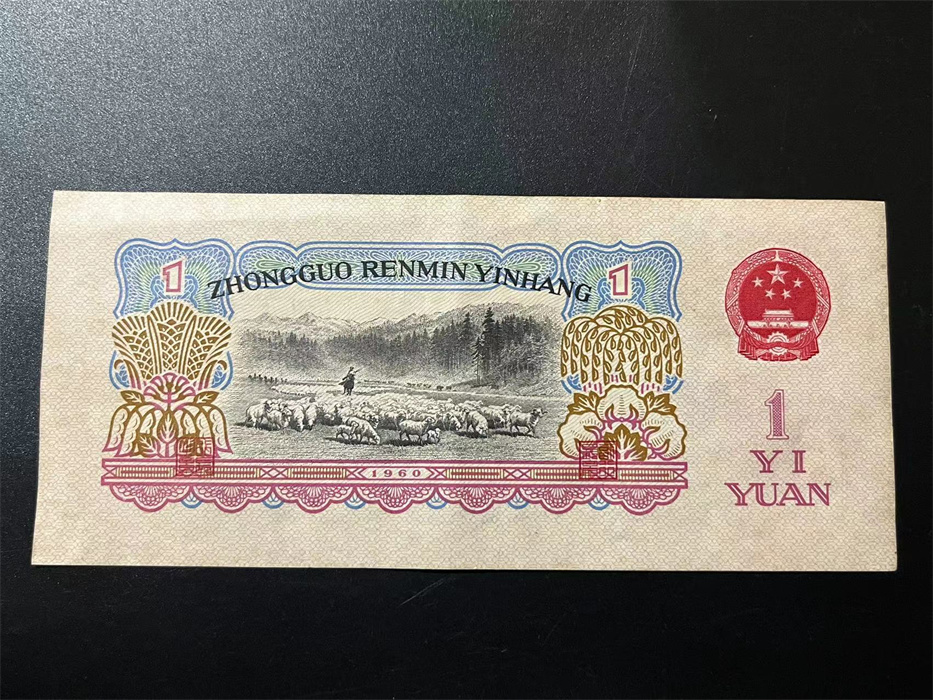 1
ZHONGGUO RENMIN YINHANG
1
1960
1
YI
YUAN